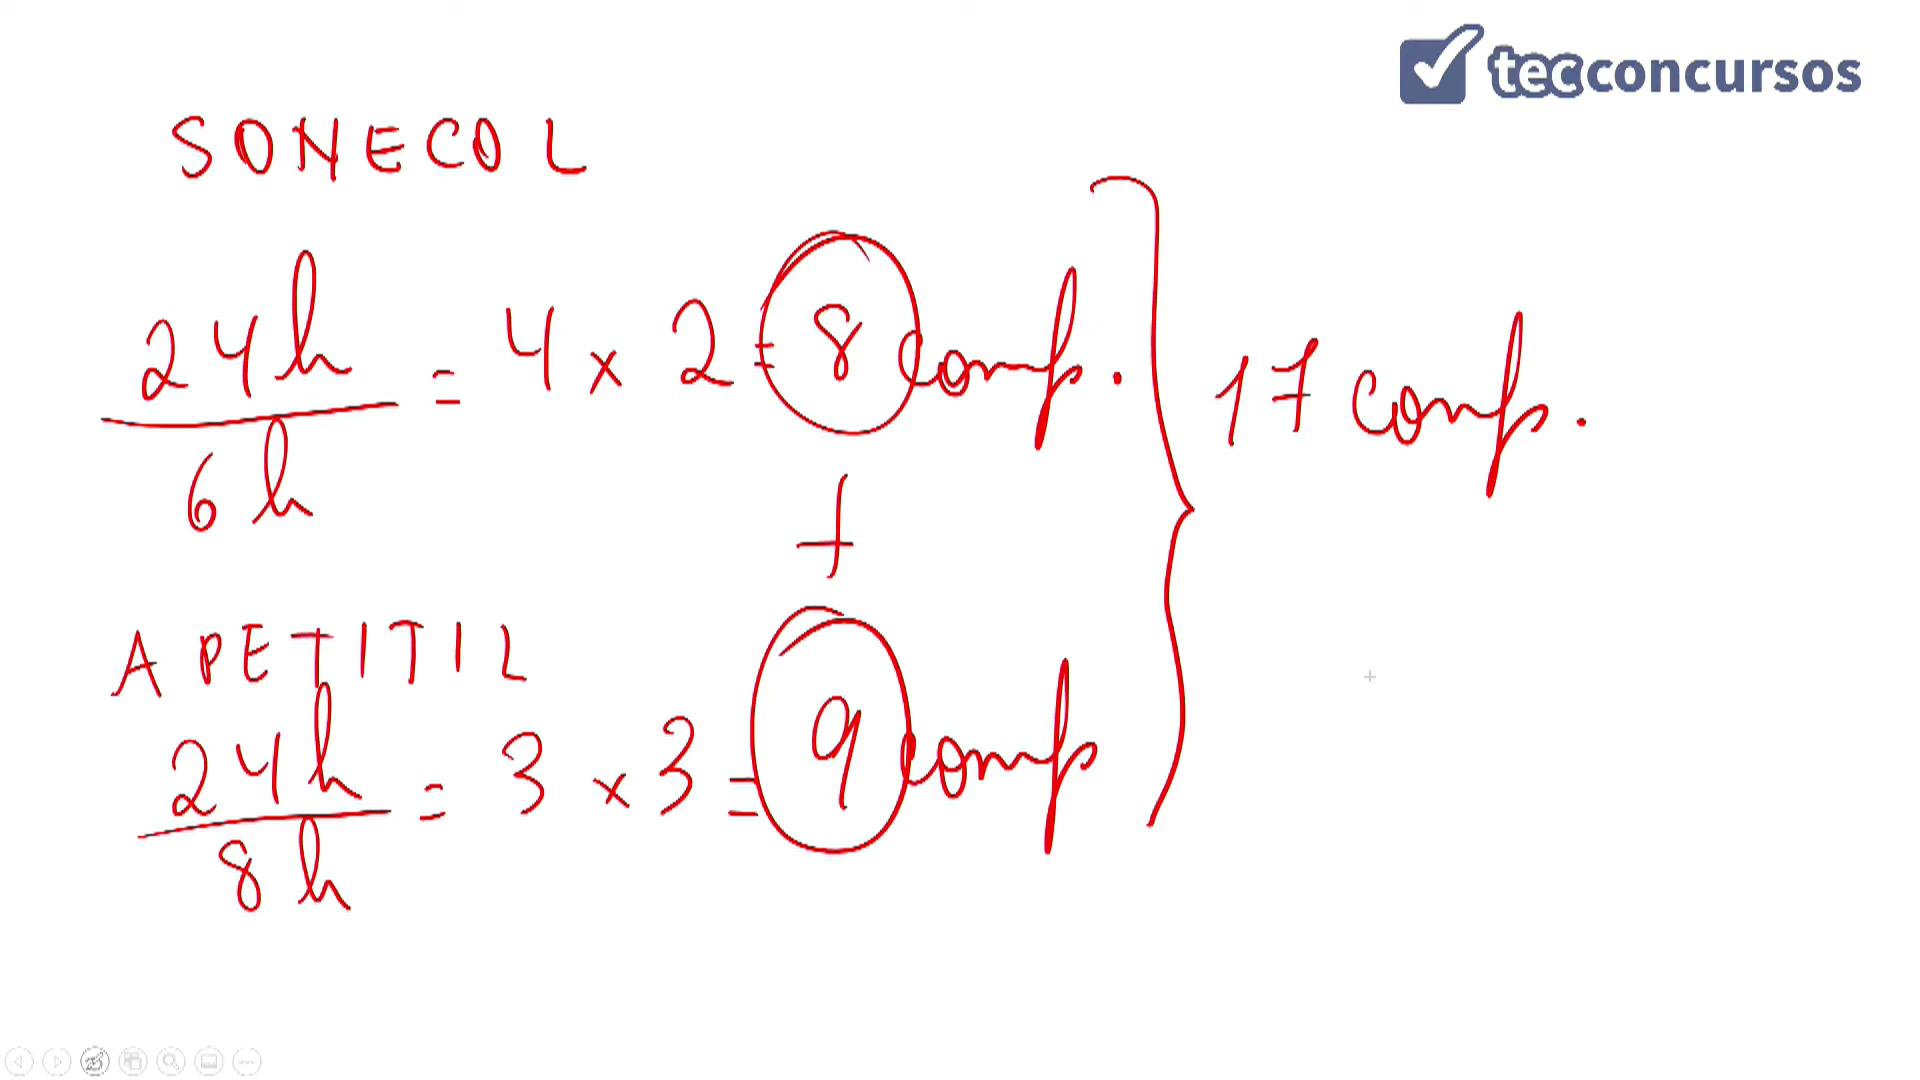 tecconcursos
SONECOL
24h
6h
= 4 x 2 = 8 comp.
+
APETITIL
24h
8h
= 3 x 3 = 9 comp
} 17 comp.